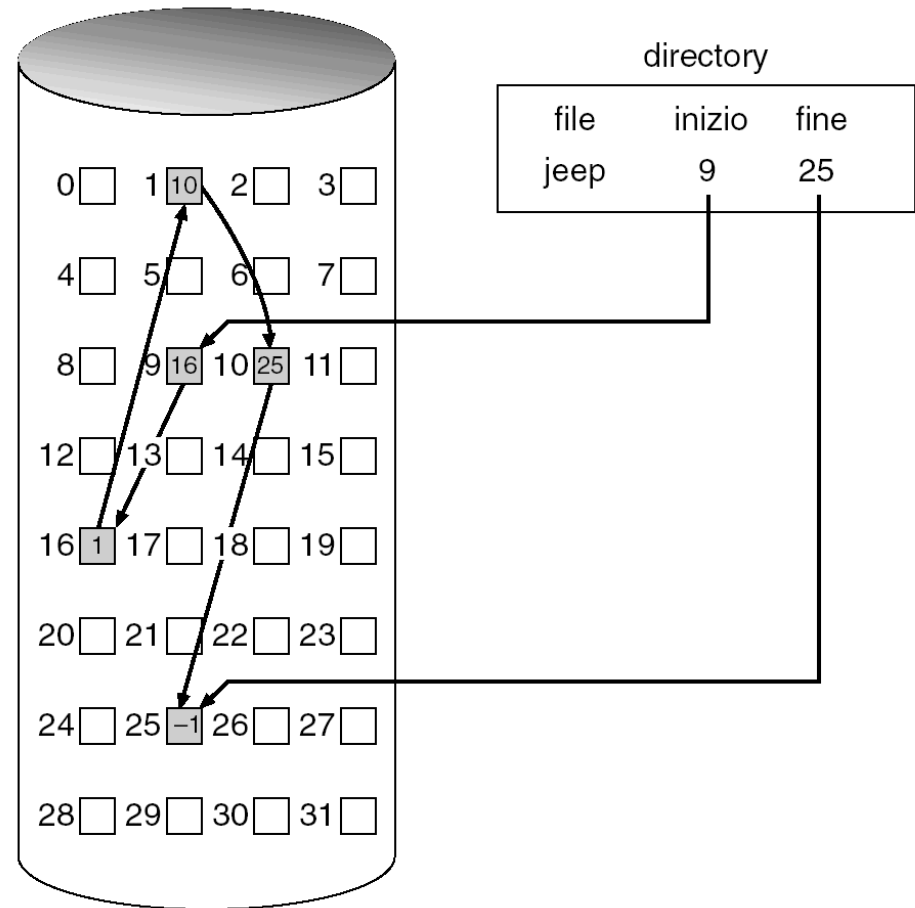 directory
file inizio fine
jeep 9 25
0 1 10 2 3
4 5 6 7
8 9 16 10 25 11
12 13 14 15
16 1 17 18 19
20 21 22 23
24 25 –1 26 27
28 29 30 31